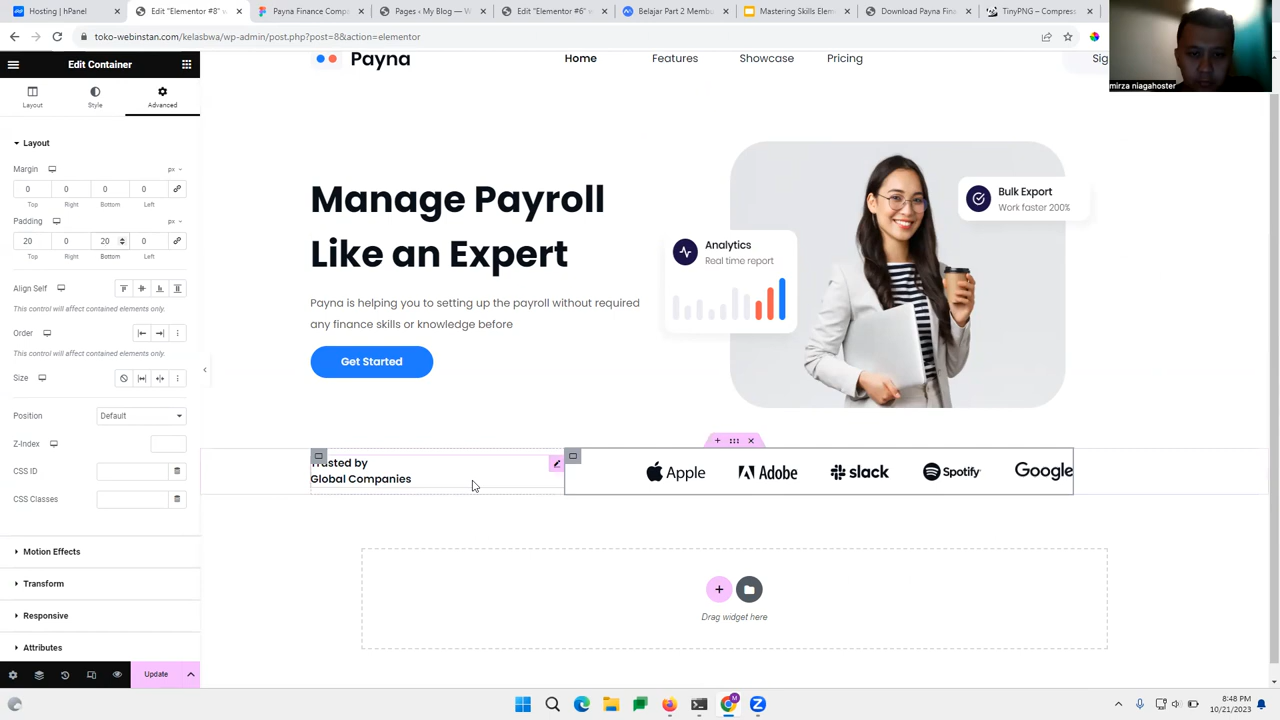 Edit "Elementor #8"
Payna Finance Comp
Pages ‹ My Blog — W
Edit "Elementor #6"
Belajar Part 2 Membu
Mastering Skills Elem
Download Payna Fina
TinyPNG – Compress
toko-webinstan.com/kelasbwa/wp-admin/post.php?post=8&action=elementor
mirza niagahoster
Edit Container
Layout
Style
Advanced
Layout
Margin
px
0 0 0 0
Top Right Bottom Left
Padding
px
20 0 20 0
Top Right Bottom Left
Align Self
This control will affect contained elements only.
Order
This control will affect contained elements only.
Size
Position
Default
Z-Index
CSS ID
CSS Classes
Motion Effects
Transform
Responsive
Attributes
Update
Payna
Home
Features
Showcase
Pricing
Manage Payroll
Like an Expert
Payna is helping you to setting up the payroll without required
any finance skills or knowledge before
Get Started
Analytics
Real time report
Bulk Export
Work faster 200%
Trusted by
Global Companies
Apple
Adobe
slack
Spotify
Google
Drag widget here
8:48 PM
10/21/2023